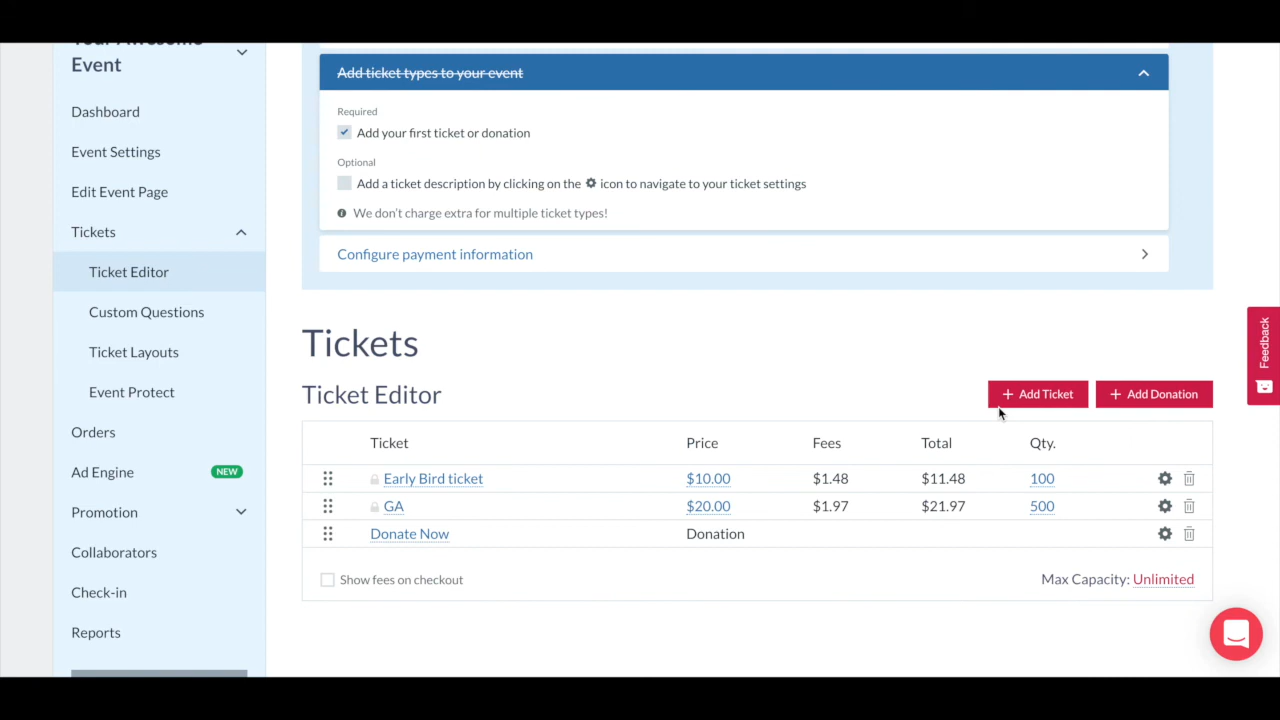 Your Awesome
Event
Dashboard
Event Settings
Edit Event Page
Tickets
Ticket Editor
Custom Questions
Ticket Layouts
Event Protect
Orders
Ad Engine NEW
Promotion
Collaborators
Check-in
Reports
Add ticket types to your event
Required
Add your first ticket or donation
Optional
Add a ticket description by clicking on the icon to navigate to your ticket settings
We don't charge extra for multiple ticket types!
Configure payment information
Tickets
Ticket Editor
+ Add Ticket
+ Add Donation
Ticket Price Fees Total Qty.
Early Bird ticket $10.00 $1.48 $11.48 100
GA $20.00 $1.97 $21.97 500
Donate Now Donation
Show fees on checkout
Max Capacity: Unlimited
Feedback